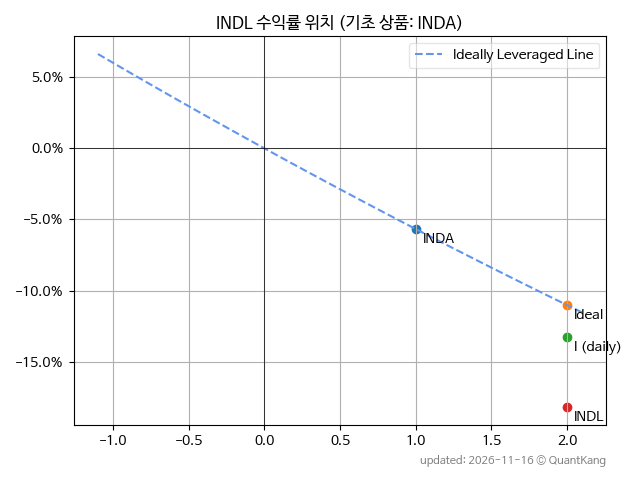 INDL 수익률 위치 (기초 상품: INDA)
Ideally Leveraged Line
5.0%
0.0%
−5.0%
−10.0%
−15.0%
INDA
Ideal
I (daily)
INDL
−1.0
−0.5
0.0
0.5
1.0
1.5
2.0
updated: 2026-11-16 ⓒ QuantKang